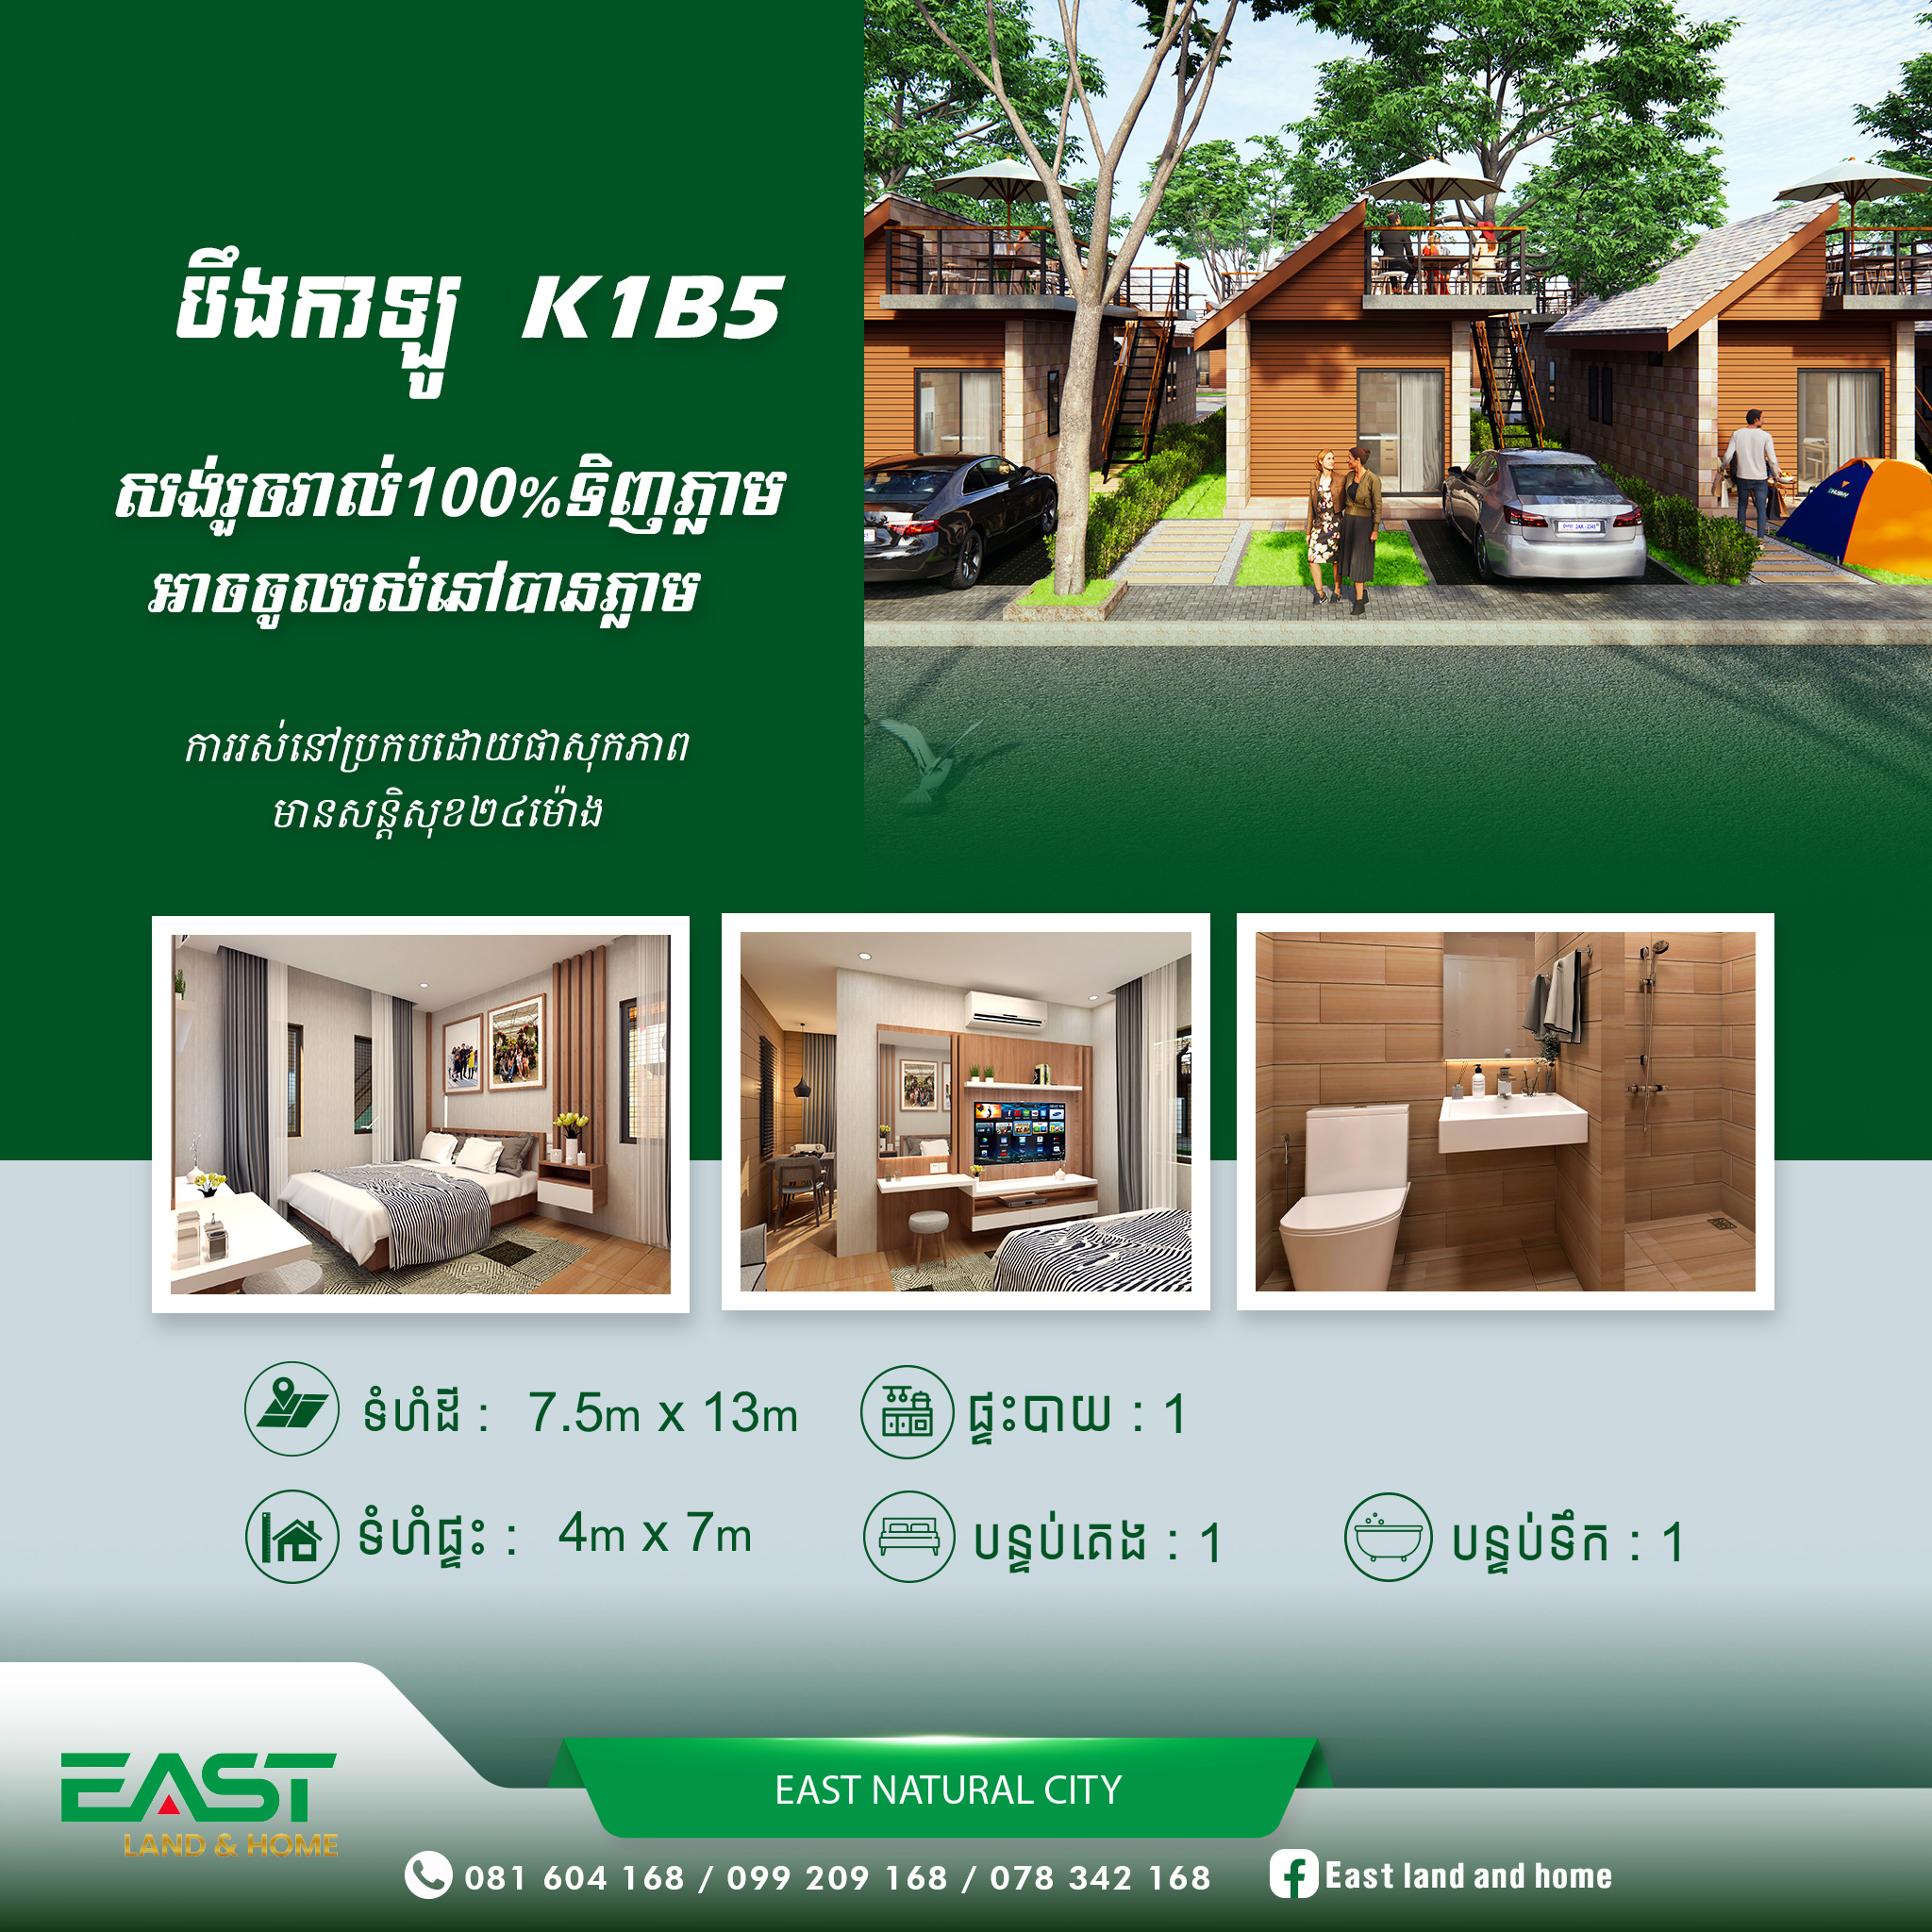 បឹងកាឡូ K1B5
សង់រួចរាល់100%ទិញភ្លាម
អាចចូលរស់នៅបានភ្លាម
ការរស់នៅប្រកបដោយផាសុកភាព
មានសន្តិសុខ២៤ម៉ោង
ទំហំដី : 7.5m x 13m
ផ្ទះបាយ : 1
ទំហំផ្ទះ : 4m x 7m
បន្ទប់គេង : 1
បន្ទប់ទឹក : 1
EAST
LAND & HOME
EAST NATURAL CITY
081 604 168 / 099 209 168 / 078 342 168
East land and home